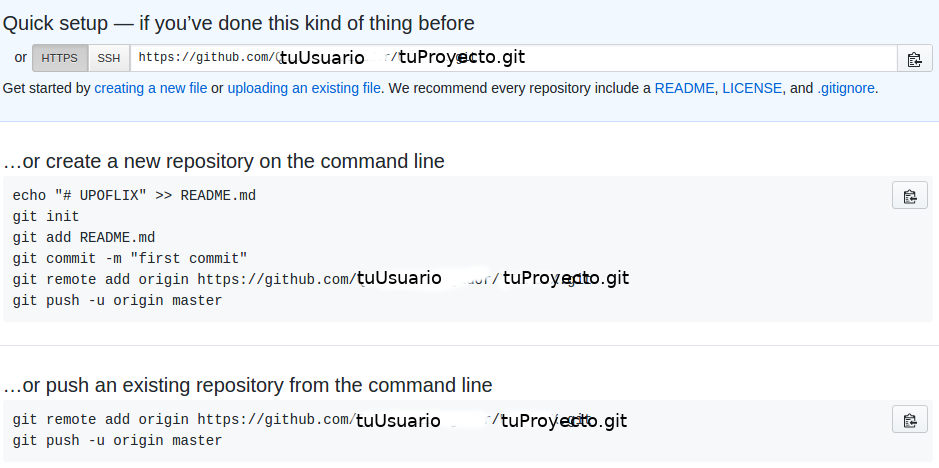 Quick setup — if you’ve done this kind of thing before
or HTTPS SSH https://github.com/tuUsuario r/tuProyecto.git
Get started by creating a new file or uploading an existing file. We recommend every repository include a README, LICENSE, and .gitignore.
…or create a new repository on the command line
echo "# UPOFLIX" >> README.md
git init
git add README.md
git commit -m "first commit"
git remote add origin https://github.com/tuUsuario dor/tuProyecto.git
git push -u origin master
…or push an existing repository from the command line
git remote add origin https://github.com/tuUsuario r/tuProyecto.git
git push -u origin master